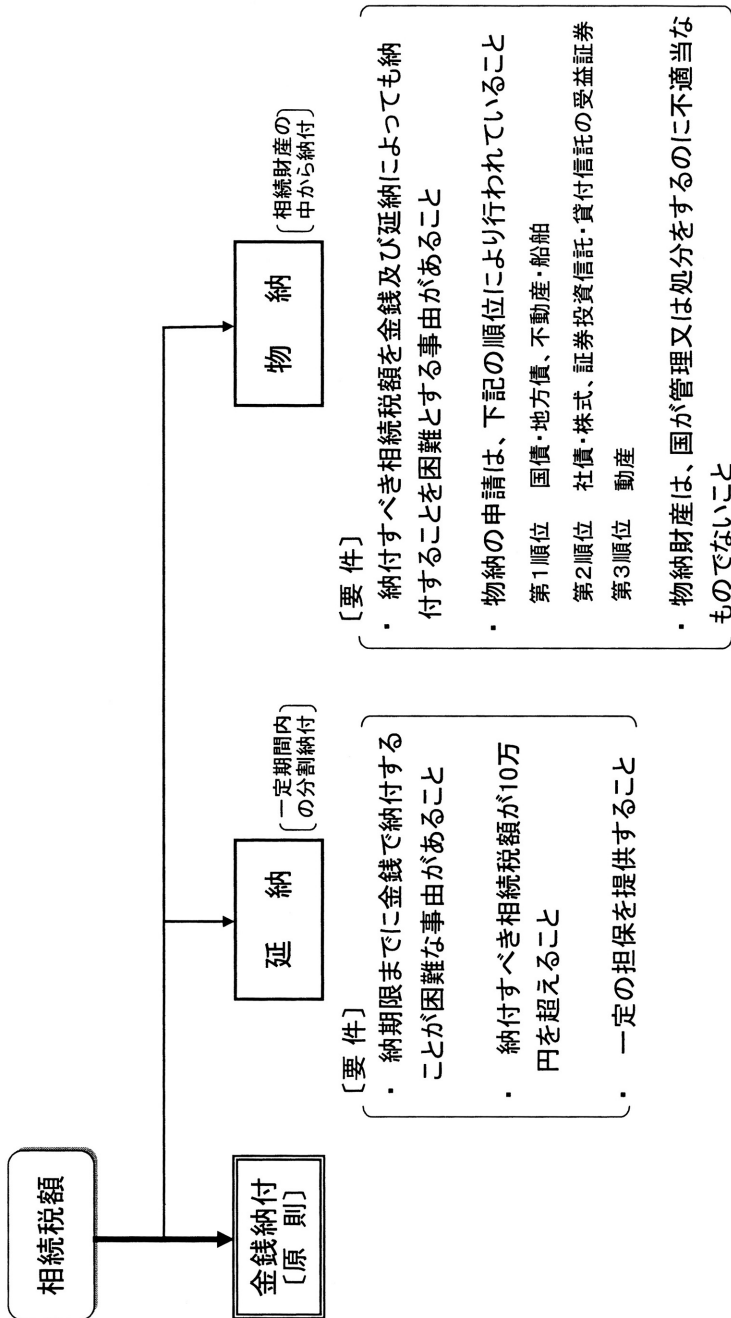 相続税額
金銭納付
〔原　則〕
延　　納
一定期間内
の分割納付
〔要 件〕
・ 納期限までに金銭で納付する
ことが困難な事由があること
・ 納付すべき相続税額が10万
円を超えること
・ 一定の担保を提供すること
物　　納
相続財産の
中から納付
〔要 件〕
・ 納付すべき相続税額を金銭及び延納によっても納
付することを困難とする事由があること
・ 物納の申請は、下記の順位により行われていること
第1順位　国債・地方債、不動産・船舶
第2順位　社債・株式、証券投資信託・貸付信託の受益証券
第3順位　動産
・ 物納財産は、国が管理又は処分をするのに不適当な
ものでないこと